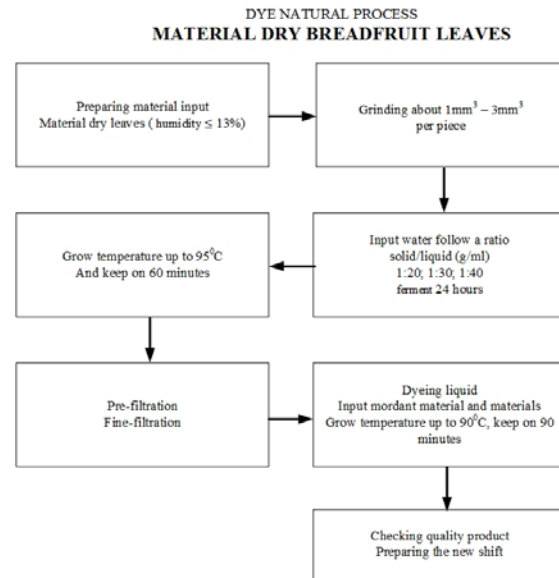 DYE NATURAL PROCESS
MATERIAL DRY BREADFRUIT LEAVES
Preparing material input
Material dry leaves ( humidity ≤ 13%)
Grinding about 1mm³ – 3mm³
per piece
Input water follow a ratio
solid/liquid (g/ml)
1:20; 1:30; 1:40
ferment 24 hours
Grow temperature up to 95⁰C
And keep on 60 minutes
Pre-filtration
Fine-filtration
Dyeing liquid
Input mordant material and materials
Grow temperature up to 90⁰C, keep on 90
minutes
Checking quality product
Preparing the new shift